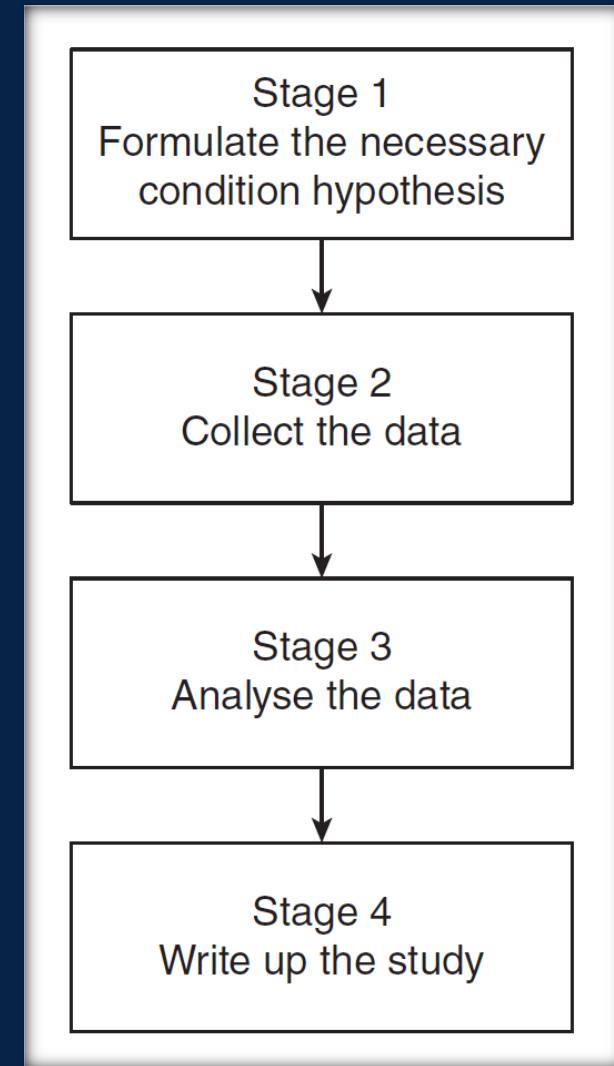 Stage 1
Formulate the necessary
condition hypothesis
Stage 2
Collect the data
Stage 3
Analyse the data
Stage 4
Write up the study